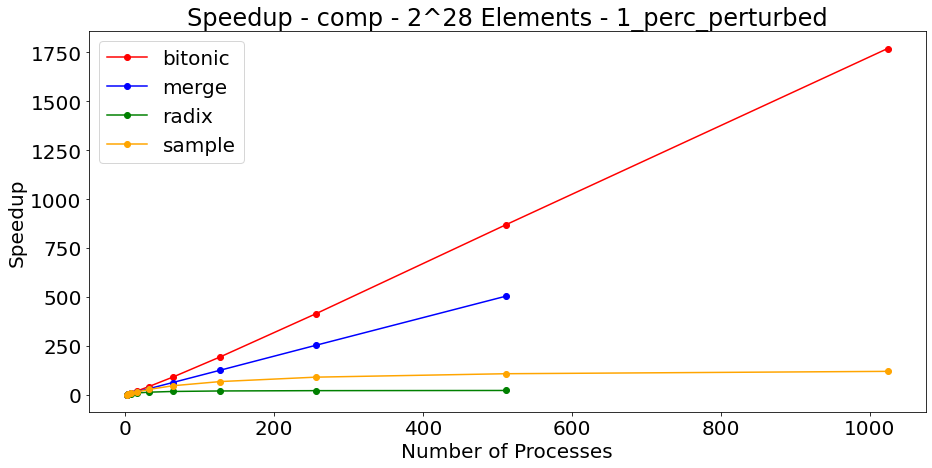 Speedup - comp - 2^28 Elements - 1_perc_perturbed
bitonic
merge
radix
sample
Speedup
1750
1500
1250
1000
750
500
250
0
0 200 400 600 800 1000
Number of Processes